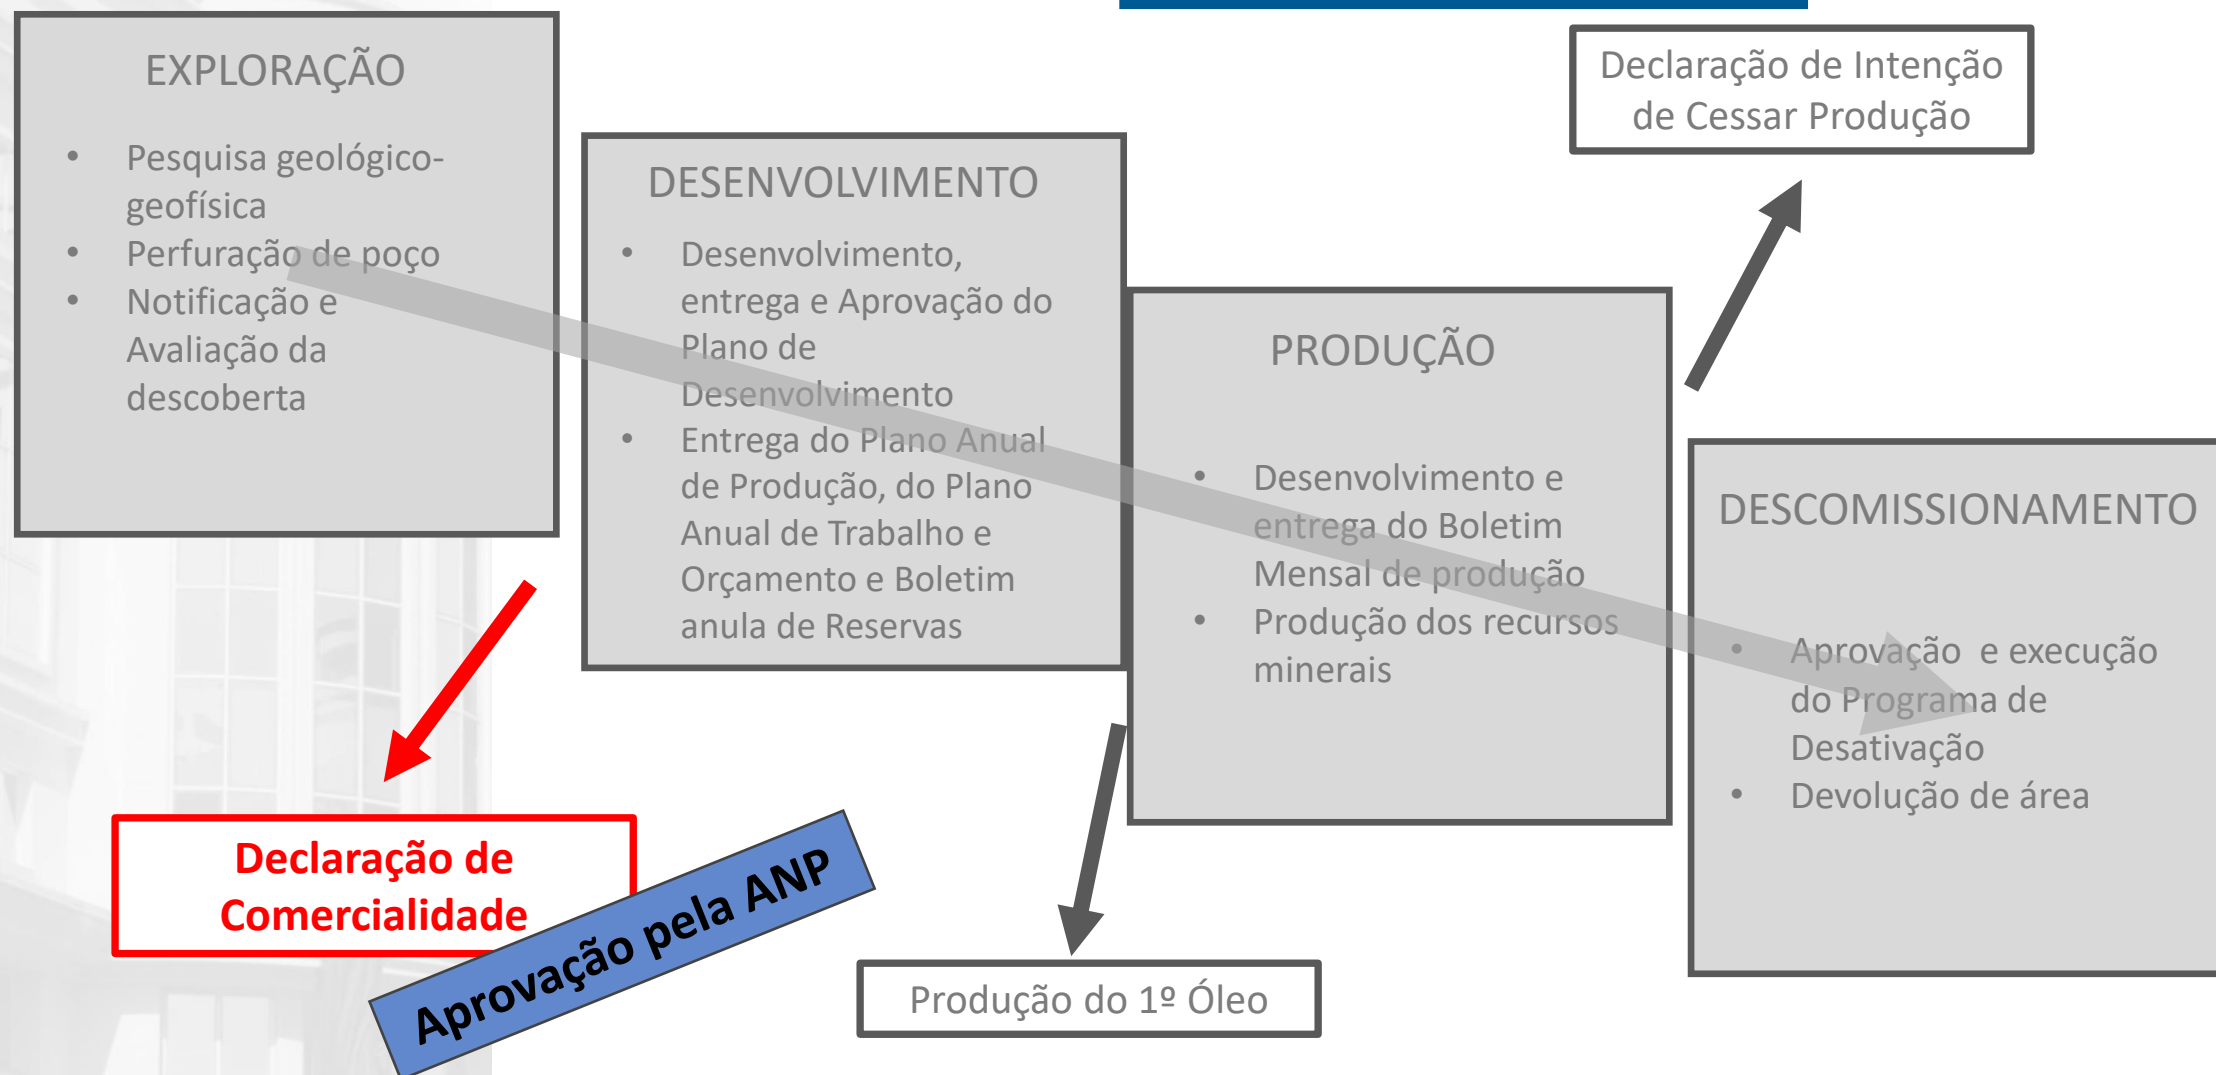 EXPLORAÇÃO
• Pesquisa geológico-
geofísica
• Perfuração de poço
• Notificação e
Avaliação da
descoberta
DESENVOLVIMENTO
• Desenvolvimento,
entrega e Aprovação do
Plano de
Desenvolvimento
• Entrega do Plano Anual
de Produção, do Plano
Anual de Trabalho e
Orçamento e Boletim
anula de Reservas
PRODUÇÃO
• Desenvolvimento e
entrega do Boletim
Mensal de produção
• Produção dos recursos
minerais
DESCOMISSIONAMENTO
• Aprovação e execução
do Programa de
Desativação
• Devolução de área
Declaração de Intenção
de Cessar Produção
Declaração de
Comercialidade
Aprovação pela ANP
Produção do 1º Óleo